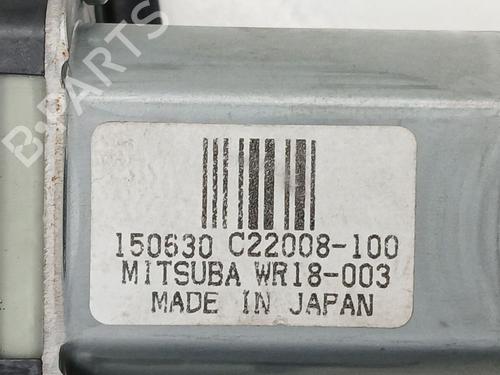 B-PARTS
150630 C22008-100
MITSUBA WR18-003
MADE IN JAPAN